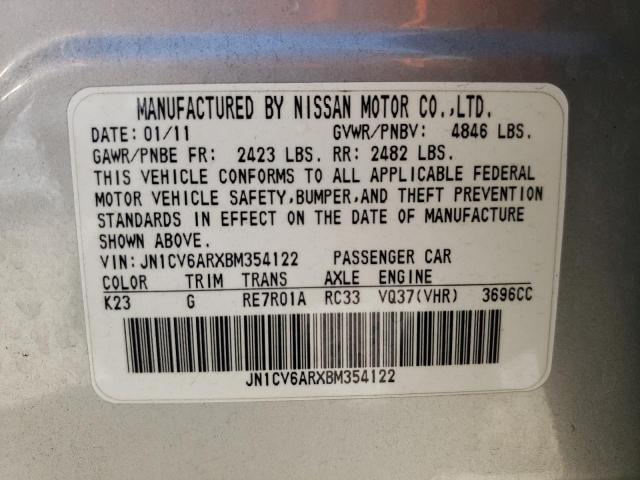 MANUFACTURED BY NISSAN MOTOR CO.,LTD.
DATE: 01/11 GVWR/PNBV: 4846 LBS.
GAWR/PNBE FR: 2423 LBS. RR: 2482 LBS.
THIS VEHICLE CONFORMS TO ALL APPLICABLE FEDERAL
MOTOR VEHICLE SAFETY,BUMPER,AND THEFT PREVENTION
STANDARDS IN EFFECT ON THE DATE OF MANUFACTURE
SHOWN ABOVE.
VIN: JN1CV6ARXBM354122 PASSENGER CAR
COLOR TRIM TRANS AXLE ENGINE
K23 G RE7R01A RC33 VQ37(VHR) 3696CC
JN1CV6ARXBM354122